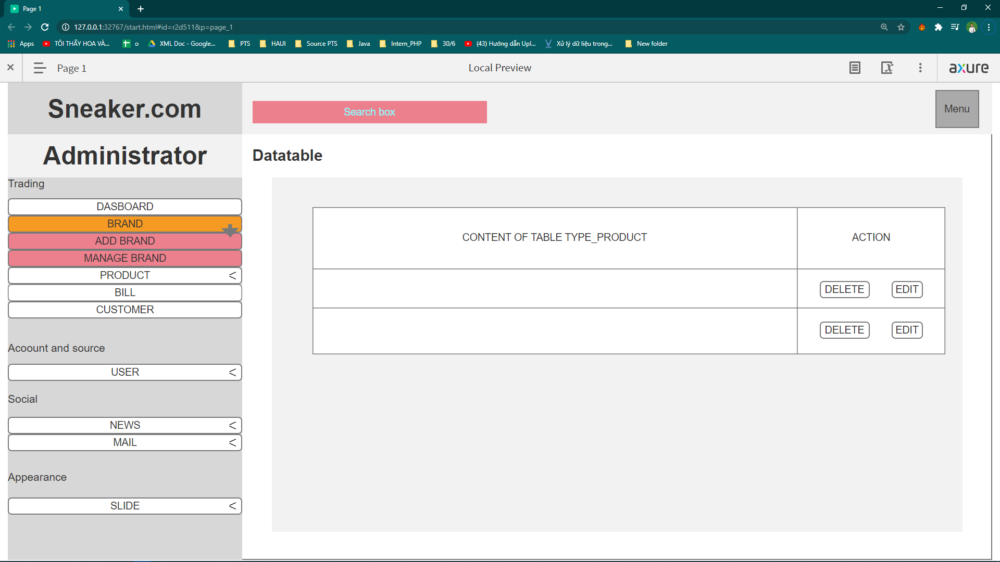 Page 1
127.0.0.1:32767/start.html#id=r2d511&p=page_1
Apps
TÔI THẤY HOA VÀ...
o
XML Doc - Google...
PTS
HAUI
Source PTS
Java
Intern_PHP
30/6
(43) Hướng dẫn Upl...
Xử lý dữ liệu trong...
New folder
Page 1
Local Preview
axure
Sneaker.com
Search box
Menu
Administrator
Datatable
Trading
DASBOARD
BRAND
ADD BRAND
MANAGE BRAND
PRODUCT <
BILL
CUSTOMER
Acoount and source
USER <
Social
NEWS <
MAIL <
Appearance
SLIDE <
CONTENT OF TABLE TYPE_PRODUCT
ACTION
DELETE EDIT
DELETE EDIT